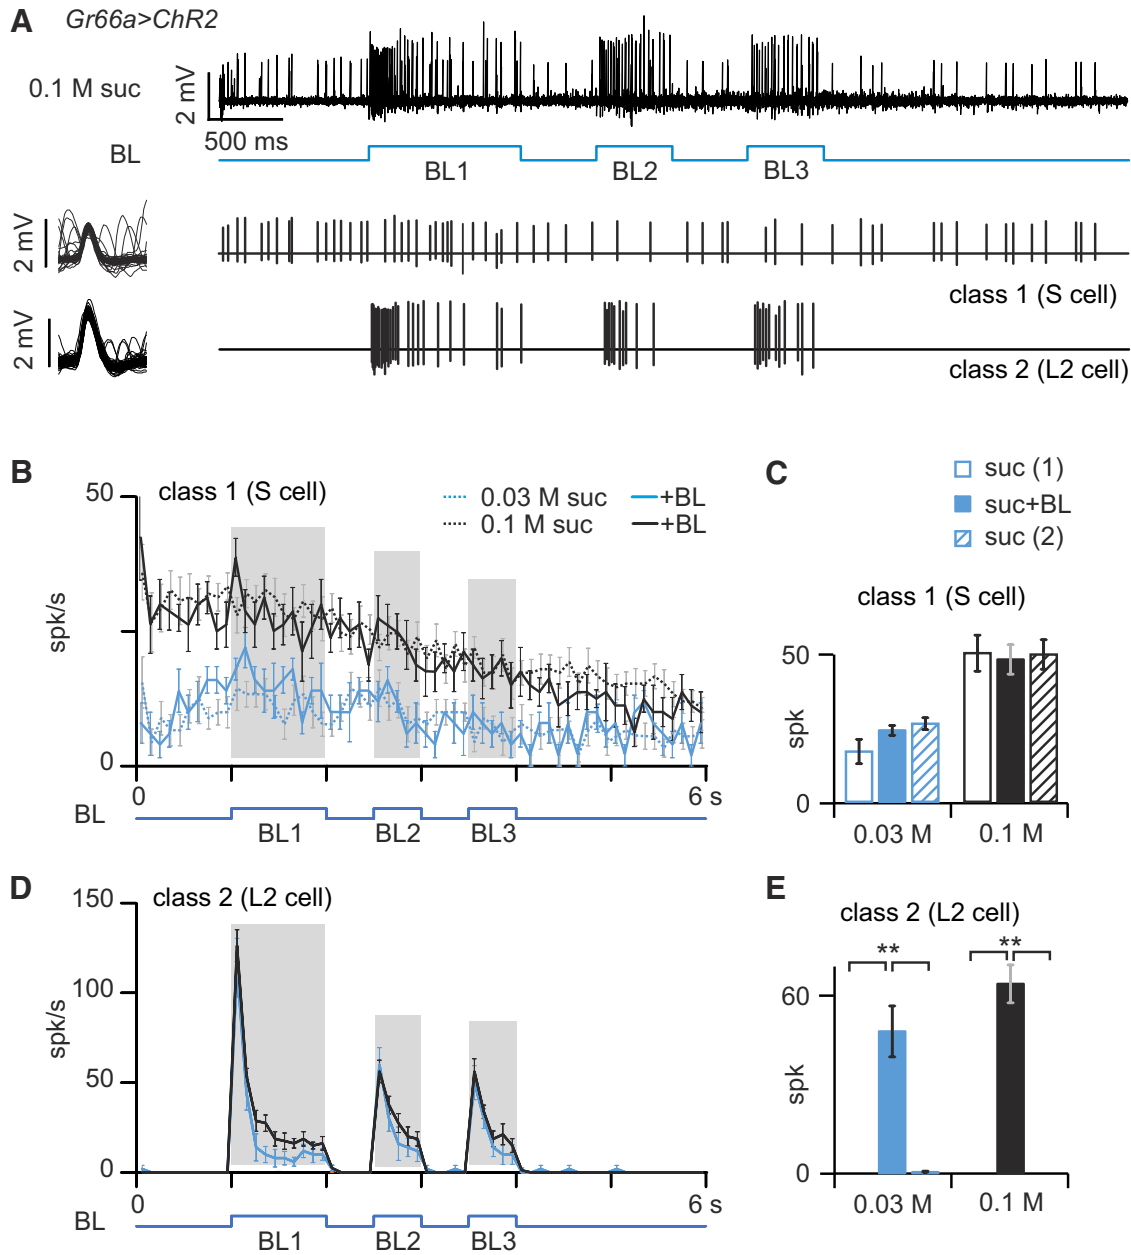 A Gr66a>ChR2
0.1 M suc
2 mV
500 ms
BL
BL1 BL2 BL3
2 mV
class 1 (S cell)
2 mV
class 2 (L2 cell)
B
class 1 (S cell)
0.03 M suc +BL
0.1 M suc +BL
50
spk/s
0
0 6 s
BL
BL1 BL2 BL3
C
suc (1)
suc+BL
suc (2)
class 1 (S cell)
50
spk
0
0.03 M 0.1 M
D
class 2 (L2 cell)
150
100
spk/s
50
0
0 6 s
BL
BL1 BL2 BL3
E
class 2 (L2 cell)
** **
60
spk
0
0.03 M 0.1 M